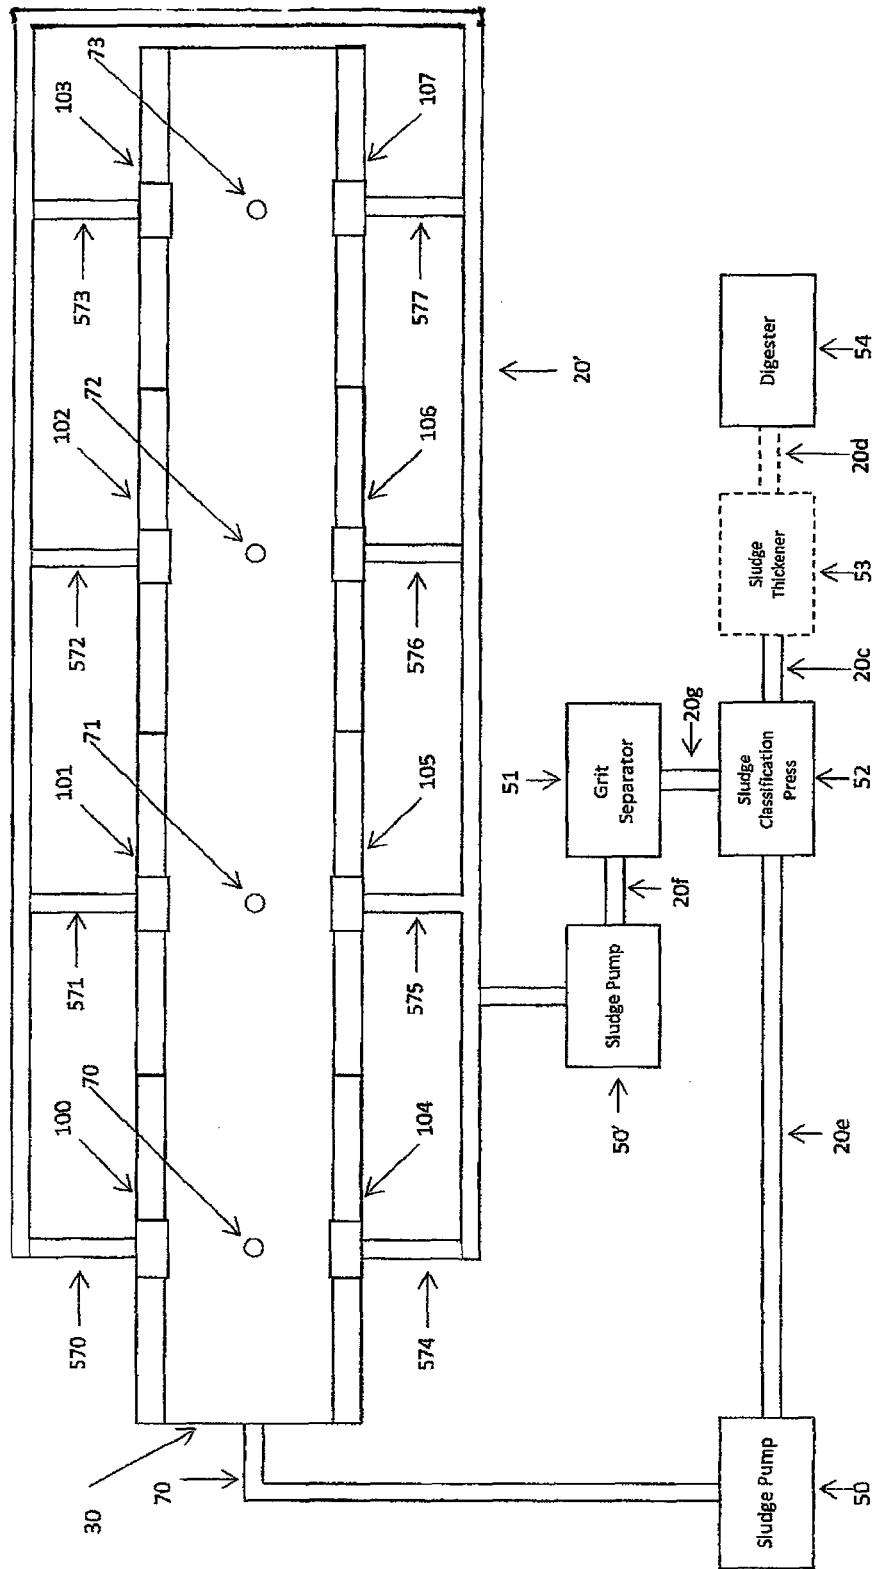 73
103
107
573
577
72
102
106
20'
572
576
71
101
105
571
575
70
100
104
570
574
30
70
Digester
54
20d
Sludge
Thickener
53
20c
Grit
Separator
51
20g
Sludge
Classification
Press
52
20f
Sludge Pump
50'
20e
Sludge Pump
50